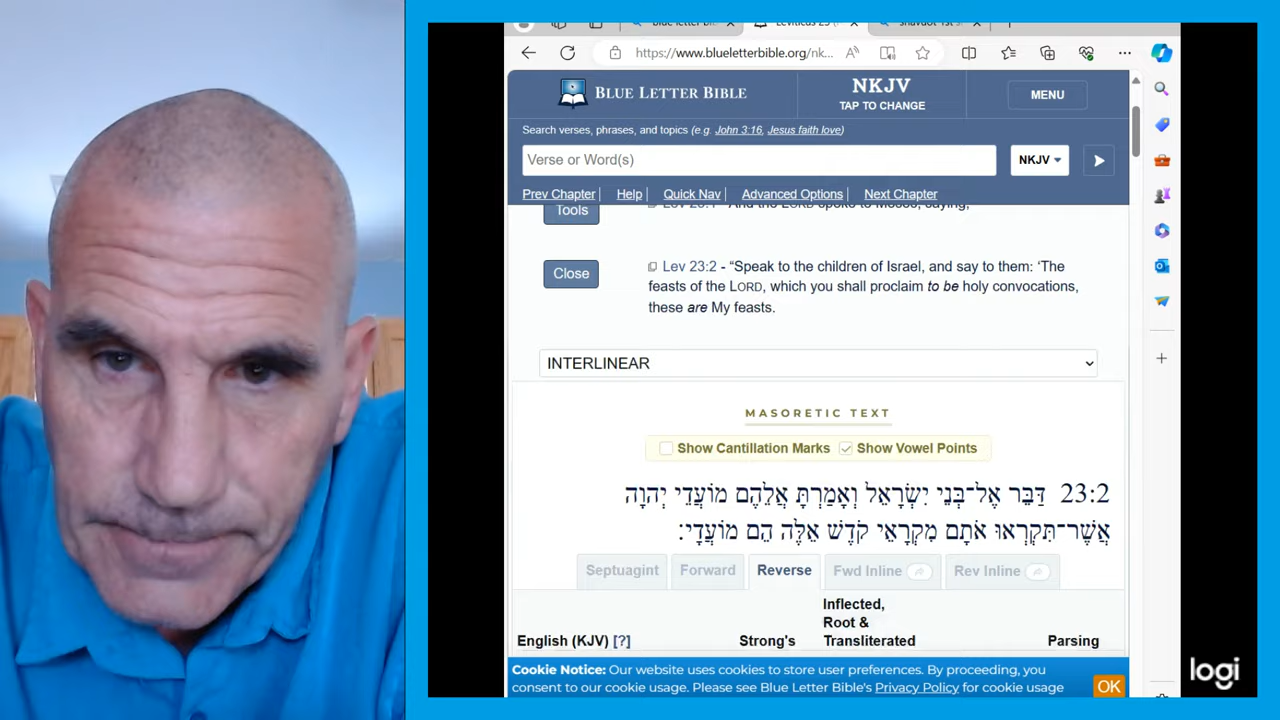 https://www.blueletterbible.org/nk...
BLUE LETTER BIBLE
NKJV
TAP TO CHANGE
MENU
Search verses, phrases, and topics (e.g. John 3:16, Jesus faith love)
Verse or Word(s)
NKJV
Prev Chapter Help Quick Nav Advanced Options Next Chapter
Tools
Close
Lev 23:2 - “Speak to the children of Israel, and say to them: ‘The
feasts of the LORD, which you shall proclaim to be holy convocations,
these are My feasts.
INTERLINEAR
MASORETIC TEXT
Show Cantillation Marks Show Vowel Points
23:2 דַּבֵּר אֶל־בְּנֵי יִשְׂרָאֵל וְאָמַרְתָּ אֲלֵהֶם מוֹעֲדֵי יְהוָה
אֲשֶׁר־תִּקְרְאוּ אֹתָם מִקְרָאֵי קֹדֶשׁ אֵלֶּה הֵם מוֹעֲדָי׃
Septuagint Forward Reverse Fwd Inline Rev Inline
Inflected,
Root &
English (KJV) [?] Strong's Transliterated Parsing
Cookie Notice: Our website uses cookies to store user preferences. By proceeding, you
consent to our cookie usage. Please see Blue Letter Bible's Privacy Policy for cookie usage
OK
logi